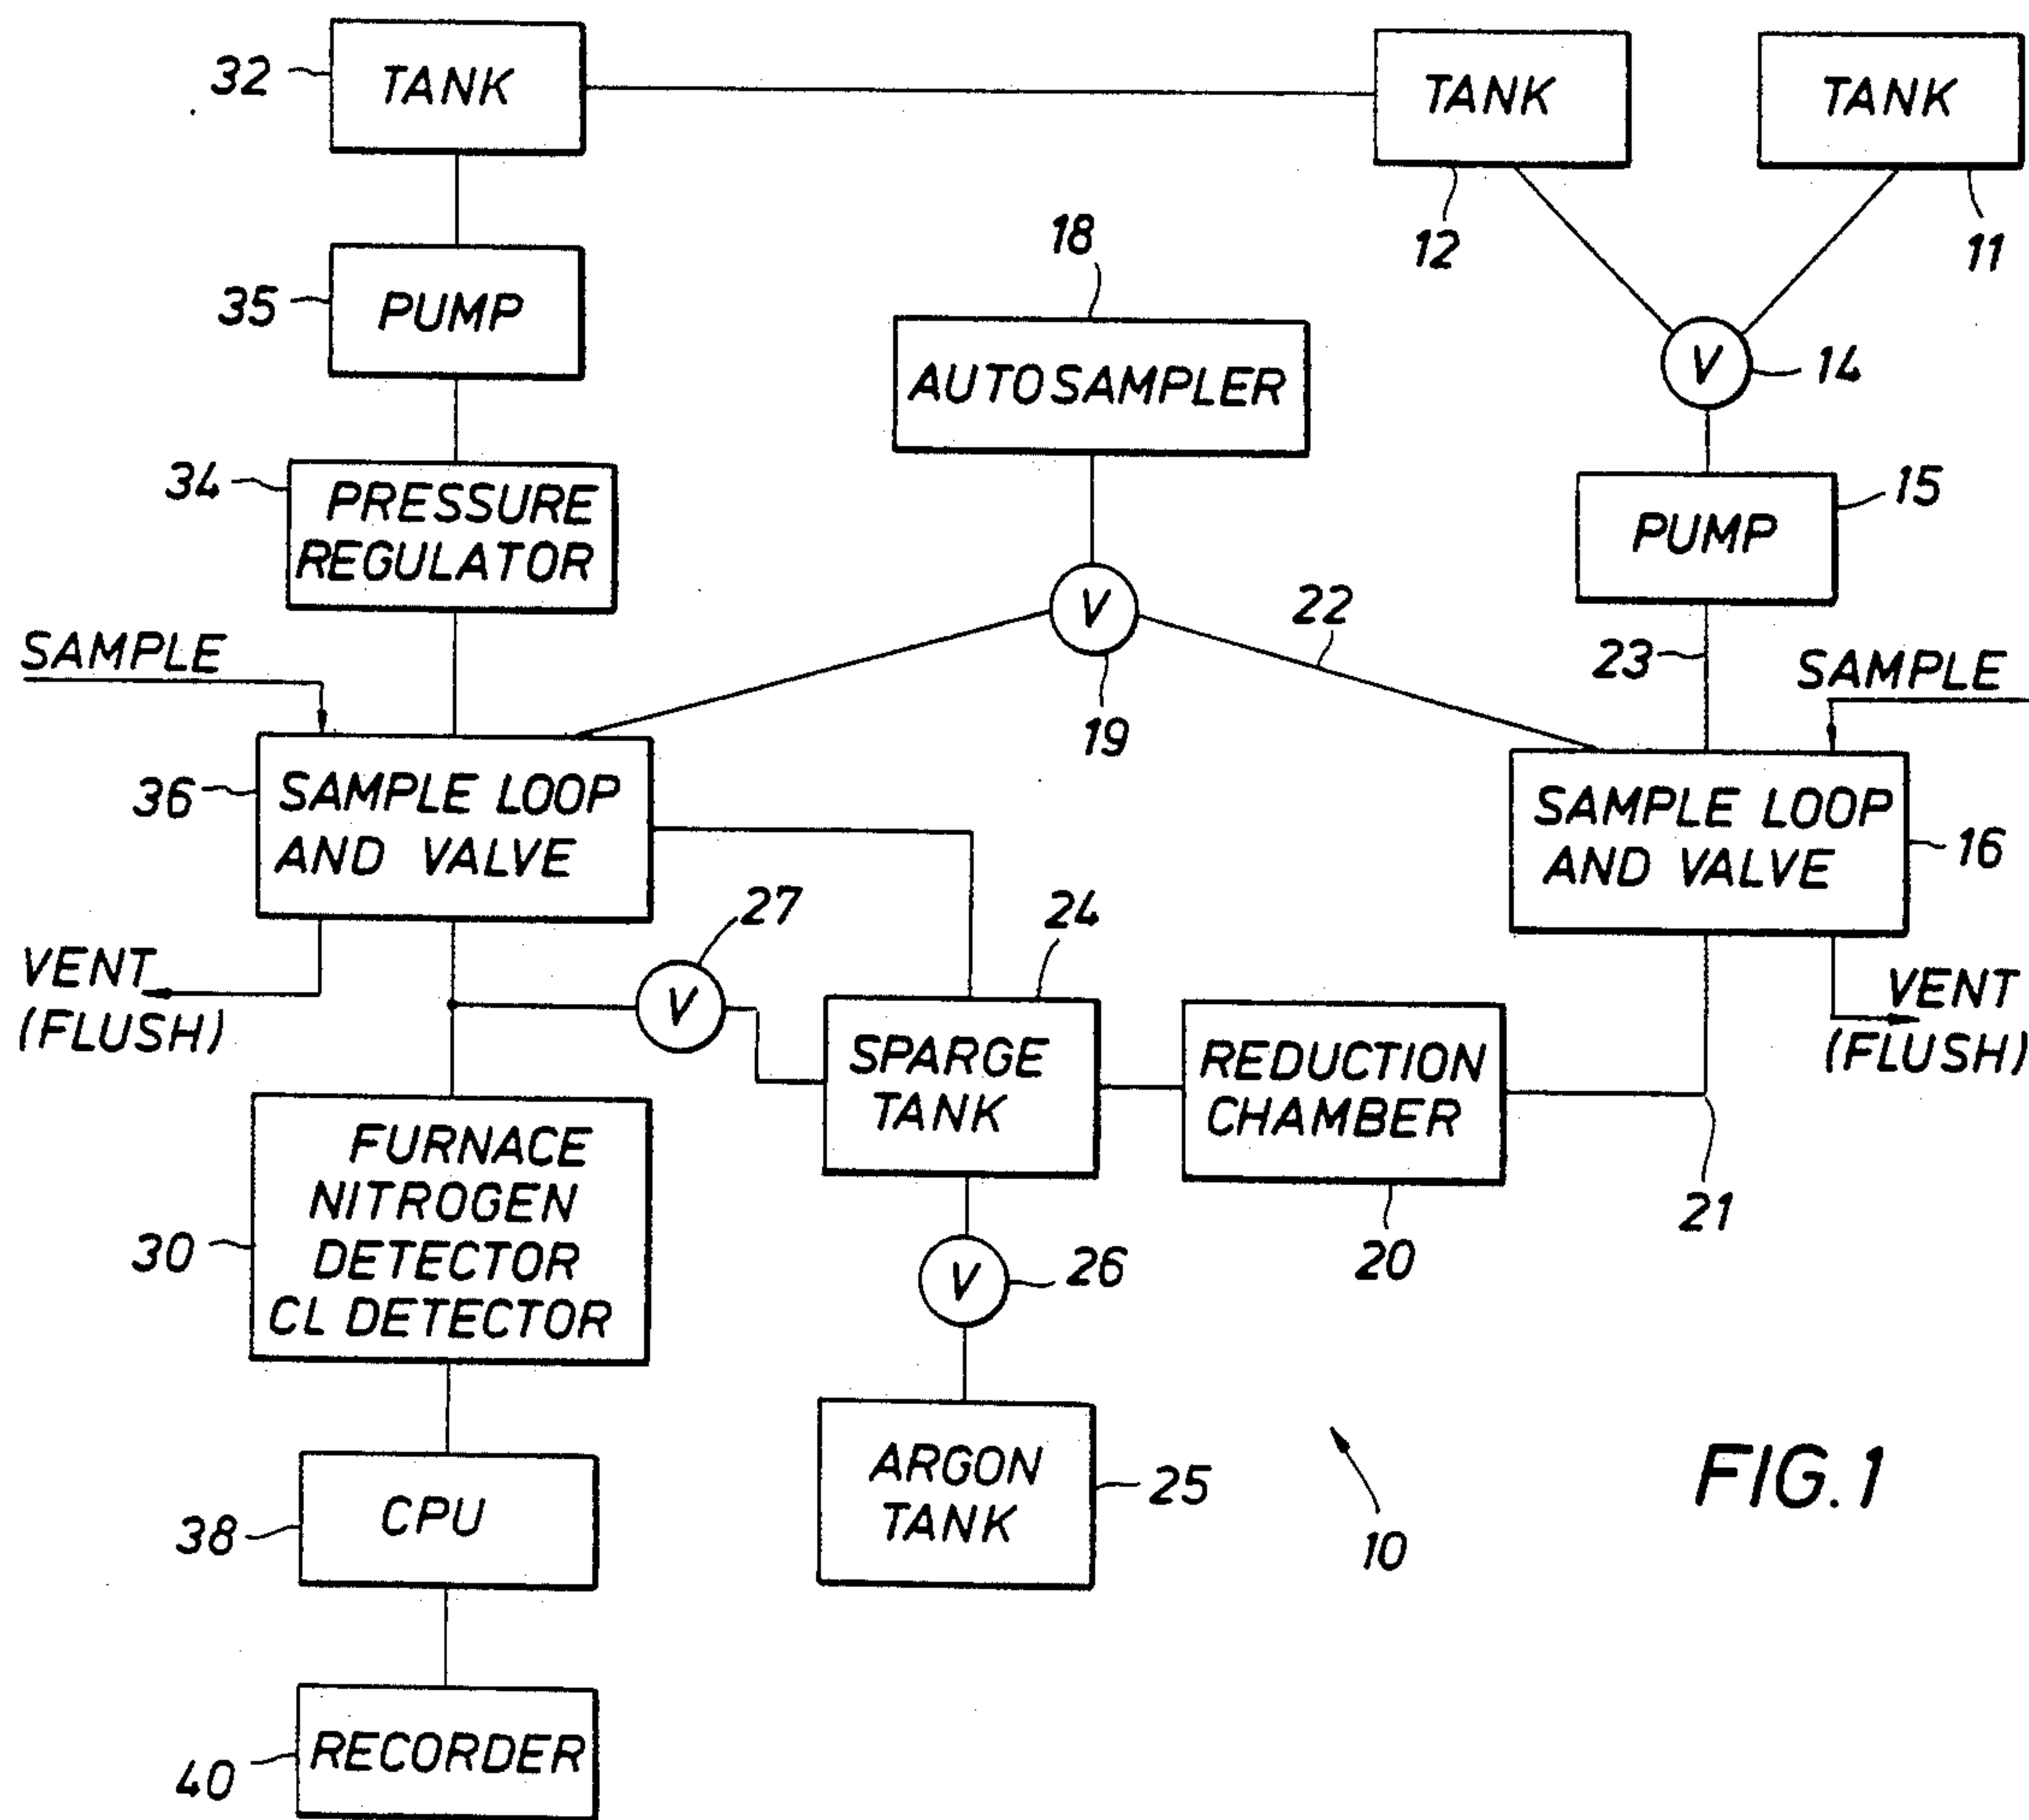 32
TANK
TANK
TANK
12
11
18
35
PUMP
AUTOSAMPLER
V
14
34
PRESSURE
REGULATOR
15
PUMP
V
22
23
SAMPLE
SAMPLE
19
36
SAMPLE LOOP
AND VALVE
SAMPLE LOOP
AND VALVE
16
27
24
VENT
(FLUSH)
V
VENT
(FLUSH)
SPARGE
TANK
REDUCTION
CHAMBER
21
20
30
FURNACE
NITROGEN
DETECTOR
CL DETECTOR
V
26
38
CPU
ARGON
TANK
25
10
FIG.1
40
RECORDER